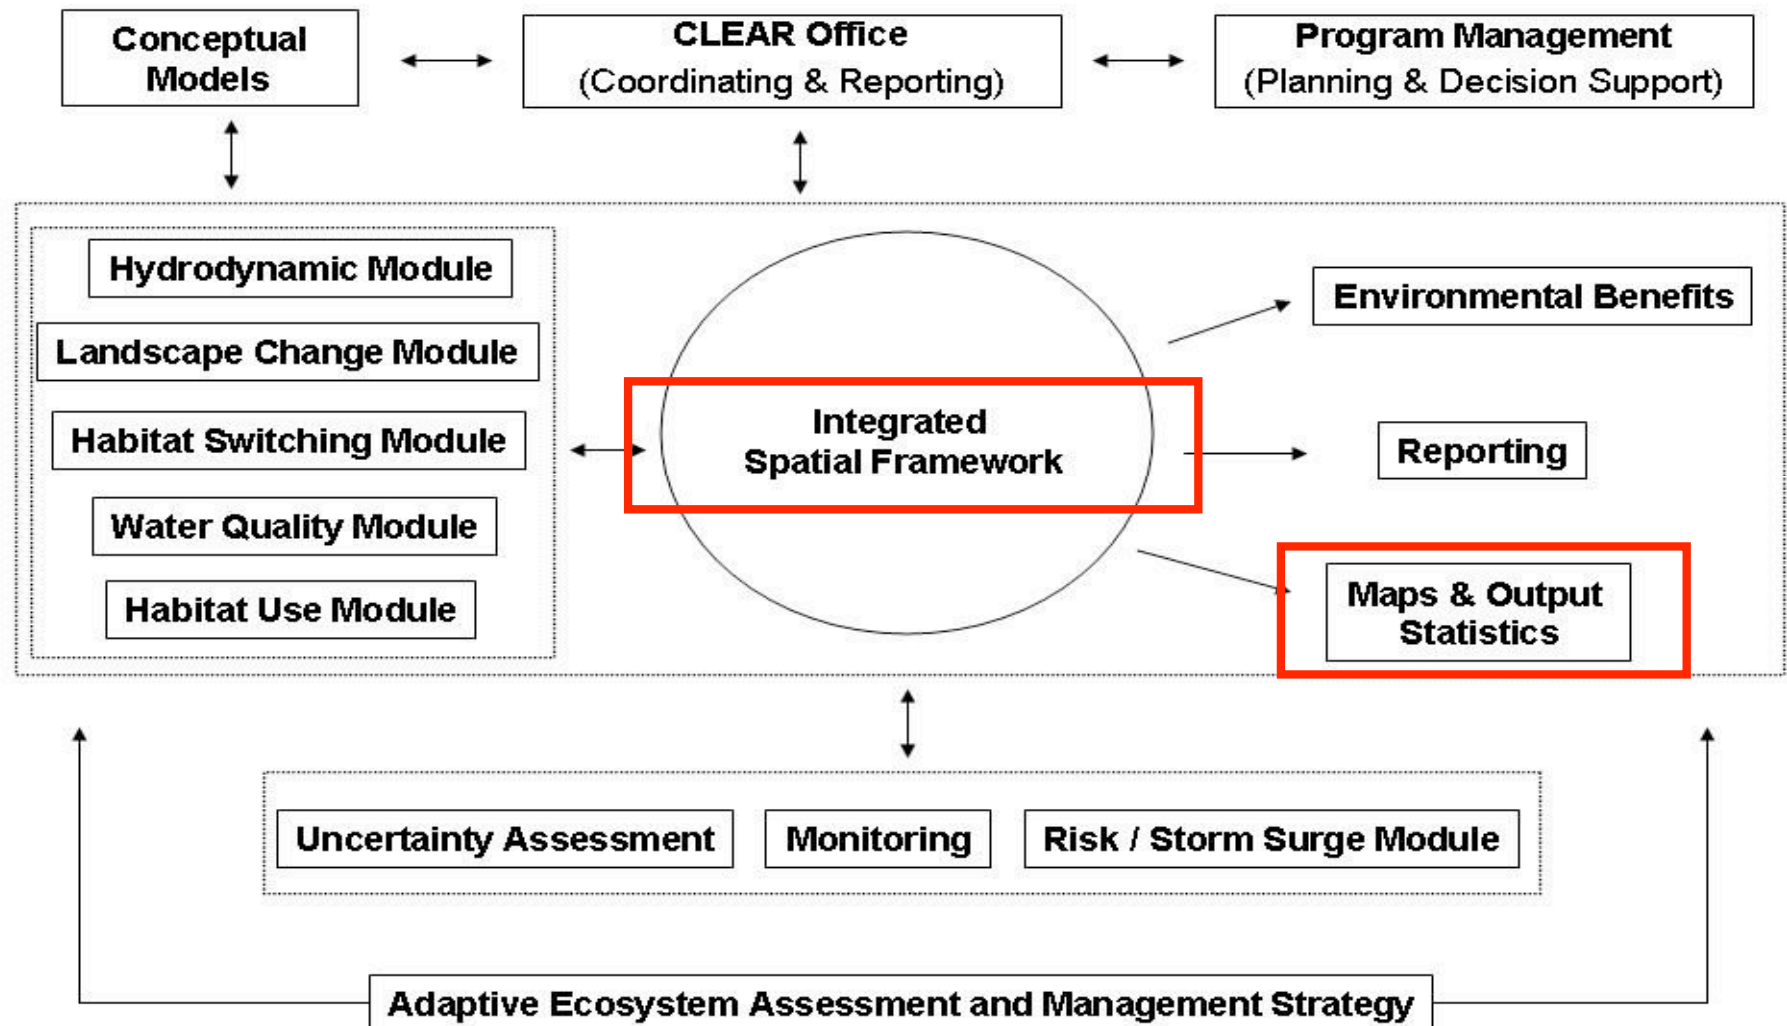 Conceptual
Models
CLEAR Office
(Coordinating & Reporting)
Program Management
(Planning & Decision Support)
Hydrodynamic Module
Landscape Change Module
Habitat Switching Module
Water Quality Module
Habitat Use Module
Integrated
Spatial Framework
Environmental Benefits
Reporting
Maps & Output
Statistics
Uncertainty Assessment
Monitoring
Risk / Storm Surge Module
Adaptive Ecosystem Assessment and Management Strategy